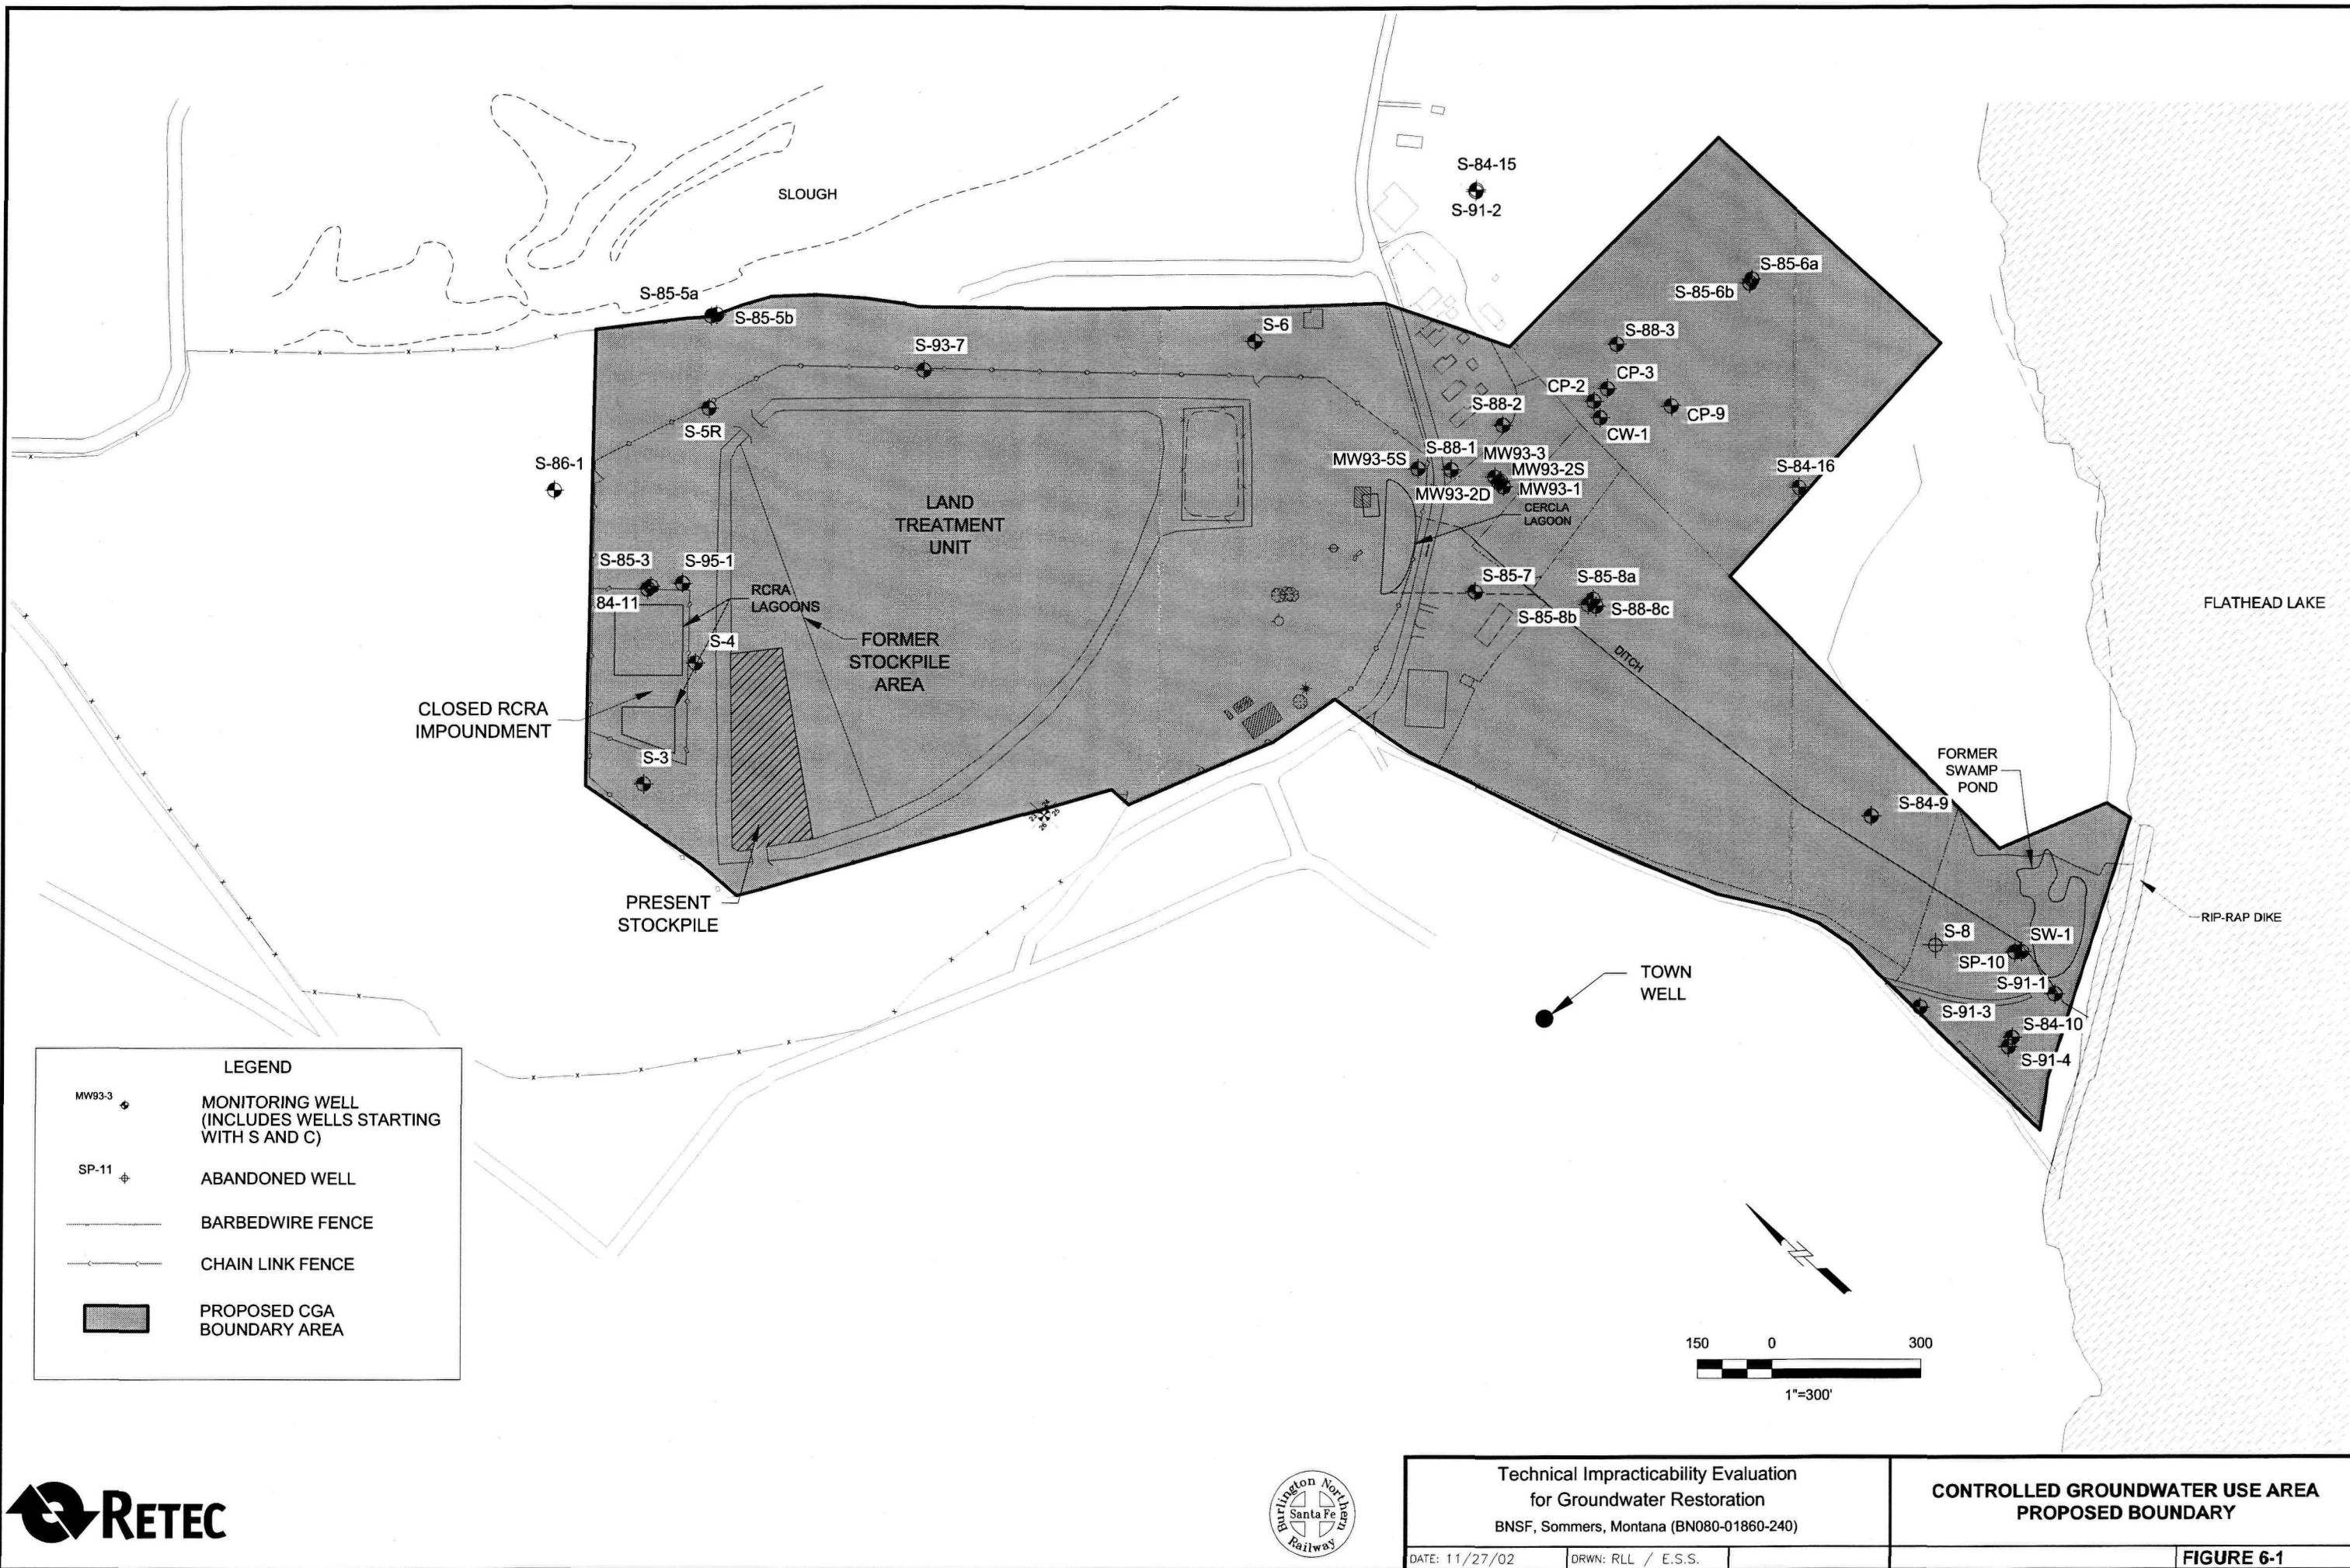 SLOUGH
S-84-15
S-91-2
S-85-6a
S-85-6b
S-85-5a
S-85-5b
S-6
S-93-7
S-88-3
CP-3
CP-2
CP-9
CW-1
S-88-2
S-5R
S-86-1
S-88-1
MW93-3
MW93-5S
MW93-2S
MW93-2D
MW93-1
S-84-16
CERCLA
LAGOON
LAND
TREATMENT
UNIT
S-85-3
S-95-1
84-11
RCRA
LAGOONS
S-85-7
S-85-8a
S-85-8b
S-88-8c
FLATHEAD LAKE
S-4
FORMER
STOCKPILE
AREA
DITCH
CLOSED RCRA
IMPOUNDMENT
S-3
FORMER
SWAMP
POND
S-84-9
PRESENT
STOCKPILE
RIP-RAP DIKE
S-8
SW-1
SP-10
S-91-1
S-91-3
S-84-10
S-91-4
TOWN
WELL
LEGEND
MW93-3
MONITORING WELL
(INCLUDES WELLS STARTING
WITH S AND C)
SP-11
ABANDONED WELL
BARBEDWIRE FENCE
CHAIN LINK FENCE
PROPOSED CGA
BOUNDARY AREA
N
150 0 300
1"=300'
RETEC
Burlington Northern
Santa Fe
Railway
Technical Impracticability Evaluation
for Groundwater Restoration
BNSF, Sommers, Montana (BN080-01860-240)
CONTROLLED GROUNDWATER USE AREA
PROPOSED BOUNDARY
DATE: 11/27/02
DRWN: RLL / E.S.S.
FIGURE 6-1